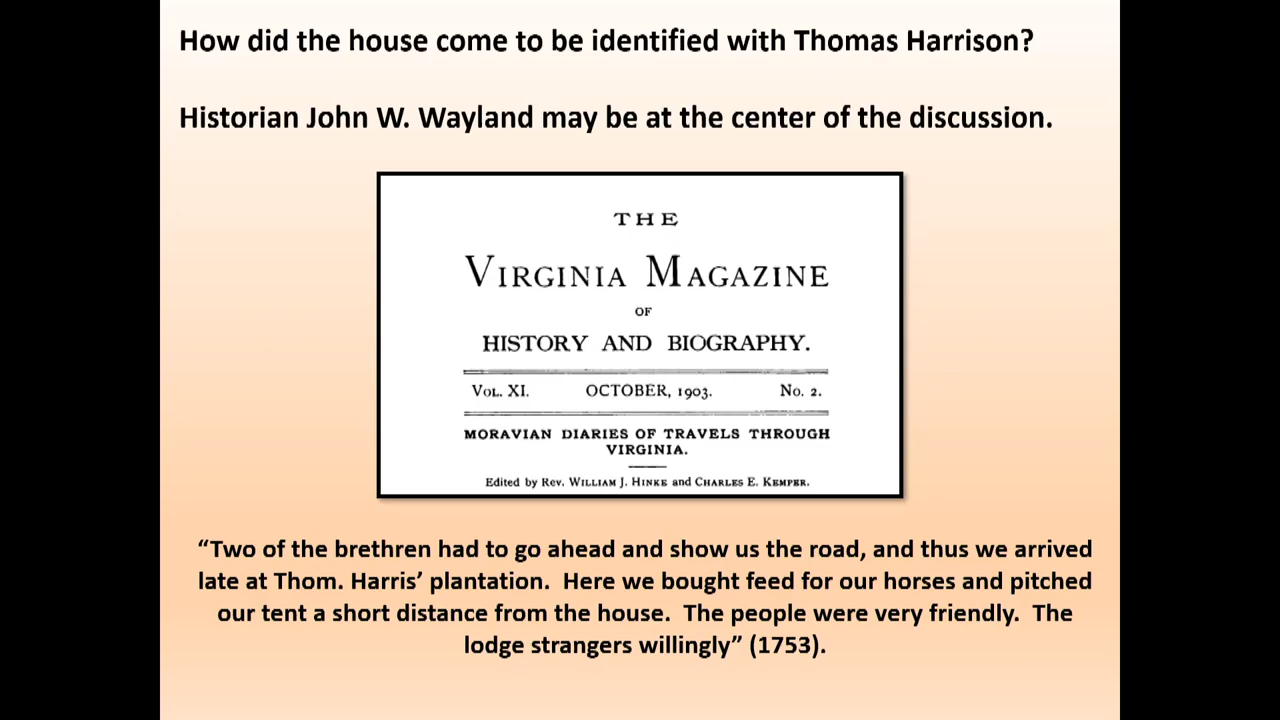 How did the house come to be identified with Thomas Harrison?
Historian John W. Wayland may be at the center of the discussion.
THE
VIRGINIA MAGAZINE
OF
HISTORY AND BIOGRAPHY.
VOL. XI. OCTOBER, 1903. No. 2.
MORAVIAN DIARIES OF TRAVELS THROUGH
VIRGINIA.
Edited by REV. WILLIAM J. HINKE and CHARLES E. KEMPER.
“Two of the brethren had to go ahead and show us the road, and thus we arrived
late at Thom. Harris’ plantation.  Here we bought feed for our horses and pitched
our tent a short distance from the house.  The people were very friendly.  The
lodge strangers willingly” (1753).